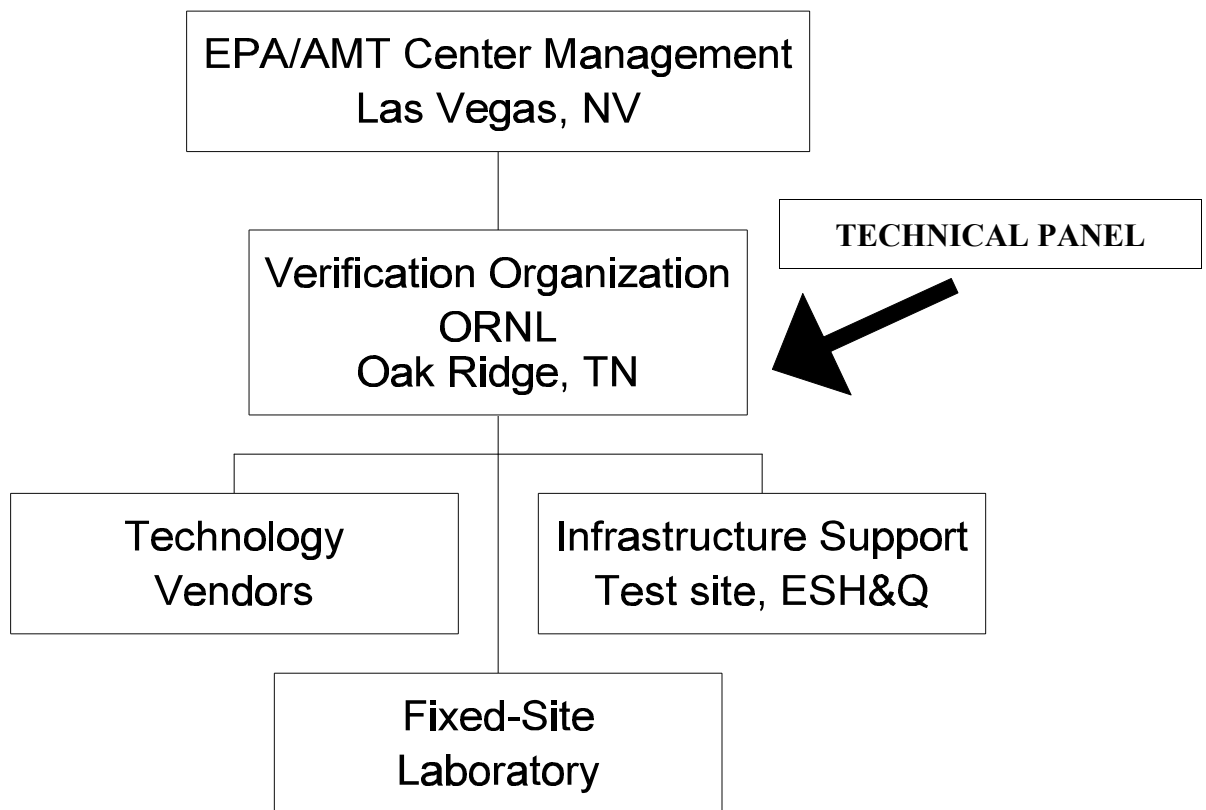 EPA/AMT Center Management
Las Vegas, NV
TECHNICAL PANEL
Verification Organization
ORNL
Oak Ridge, TN
Technology
Vendors
Infrastructure Support
Test site, ESH&Q
Fixed-Site
Laboratory